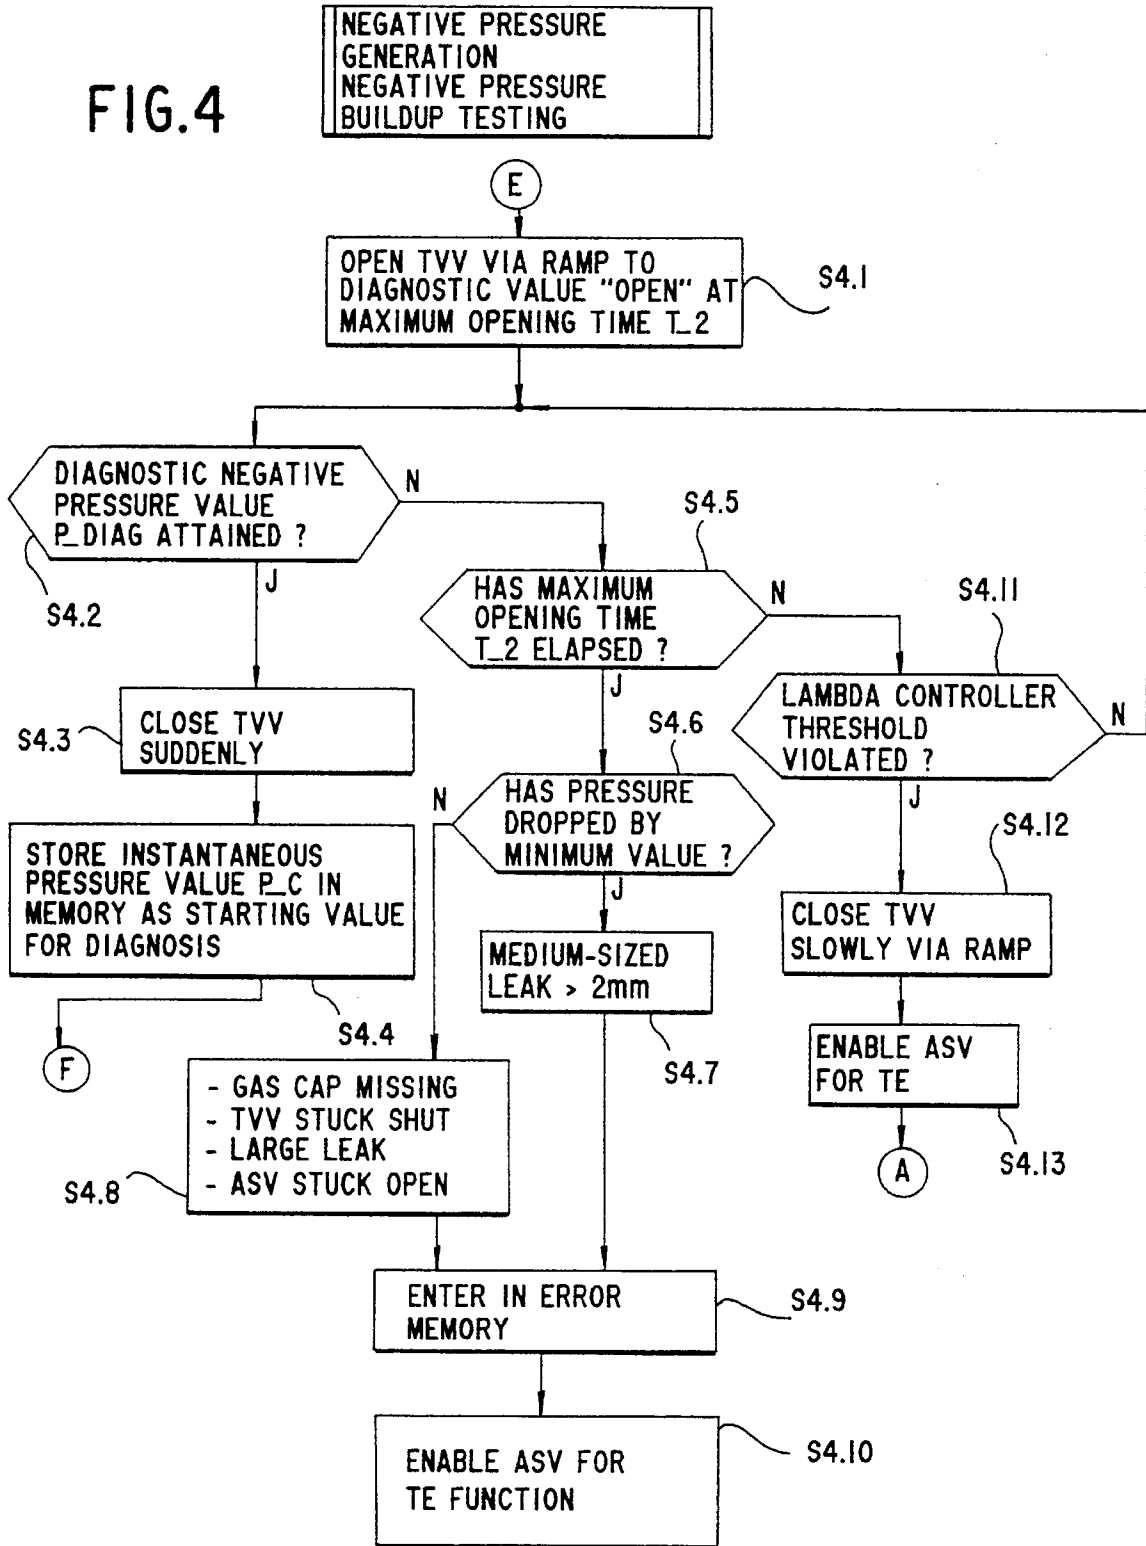 FIG.4
NEGATIVE PRESSURE
GENERATION
NEGATIVE PRESSURE
BUILDUP TESTING
E
OPEN TVV VIA RAMP TO
DIAGNOSTIC VALUE "OPEN" AT
MAXIMUM OPENING TIME T_2
S4.1
DIAGNOSTIC NEGATIVE
PRESSURE VALUE
P_DIAG ATTAINED ?
N
J
S4.2
S4.5
HAS MAXIMUM
OPENING TIME
T_2 ELAPSED ?
N
J
S4.11
LAMBDA CONTROLLER
THRESHOLD
VIOLATED ?
N
J
S4.3
CLOSE TVV
SUDDENLY
S4.6
HAS PRESSURE
DROPPED BY
MINIMUM VALUE ?
N
J
S4.12
CLOSE TVV
SLOWLY VIA RAMP
STORE INSTANTANEOUS
PRESSURE VALUE P_C IN
MEMORY AS STARTING VALUE
FOR DIAGNOSIS
S4.4
F
MEDIUM-SIZED
LEAK > 2mm
S4.7
ENABLE ASV
FOR TE
S4.13
A
- GAS CAP MISSING
- TVV STUCK SHUT
- LARGE LEAK
- ASV STUCK OPEN
S4.8
ENTER IN ERROR
MEMORY
S4.9
ENABLE ASV FOR
TE FUNCTION
S4.10